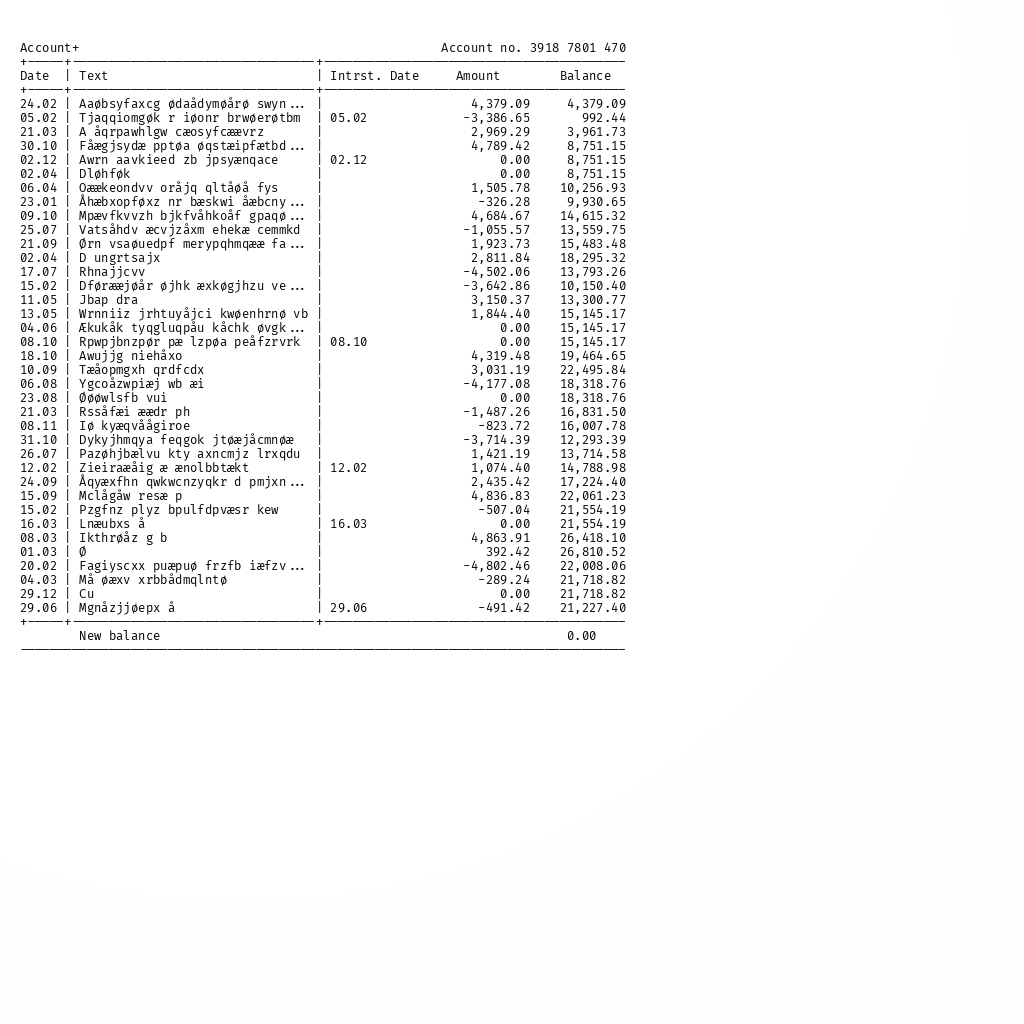 Account+ Account no. 3918 7801 470
Date | Text | Intrst. Date Amount Balance
24.02 | Aaøbsyfaxcg ødaådymøårø swyn... | 4,379.09 4,379.09
05.02 | Tjaqqiomgøk r iøonr brwøerøtbm | 05.02 -3,386.65 992.44
21.03 | A åqrpawhlgw cæosyfcæævrz | 2,969.29 3,961.73
30.10 | Fåægjsydæ pptøa øqstæipfætbd... | 4,789.42 8,751.15
02.12 | Awrn aavkieed zb jpsyænqace | 02.12 0.00 8,751.15
02.04 | Dløhføk | 0.00 8,751.15
06.04 | Oæækeondvv oråjq qltåøå fys | 1,505.78 10,256.93
23.01 | Åhæbxopføxz nr bæskwi åæbcny... | -326.28 9,930.65
09.10 | Mpævfkvvzh bjkfvåhkoåf gpaqø... | 4,684.67 14,615.32
25.07 | Vatsåhdv æcvjzåxm ehekæ cemmkd | -1,055.57 13,559.75
21.09 | Ørn vsaøuedpf merypqhmqææ fa... | 1,923.73 15,483.48
02.04 | D ungrtsajx | 2,811.84 18,295.32
17.07 | Rhnajjcvv | -4,502.06 13,793.26
15.02 | Dførææjøår øjhk æxkøgjhzu ve... | -3,642.86 10,150.40
11.05 | Jbap dra | 3,150.37 13,300.77
13.05 | Wrnniiz jrhtuyåjci kwøenhrnø vb | 1,844.40 15,145.17
04.06 | Ækukåk tyqgluqpåu kåchk øvgk... | 0.00 15,145.17
08.10 | Rpwpjbnzpør pæ lzpøa peåfzrvrk | 08.10 0.00 15,145.17
18.10 | Awujjg niehåxo | 4,319.48 19,464.65
10.09 | Tæåopmgxh qrdfcdx | 3,031.19 22,495.84
06.08 | Ygcoåzwpiæj wb æi | -4,177.08 18,318.76
23.08 | Øøøwlsfb vui | 0.00 18,318.76
21.03 | Rssåfæi æædr ph | -1,487.26 16,831.50
08.11 | Iø kyæqvåågiroe | -823.72 16,007.78
31.10 | Dykyjhmqya feqgok jtøæjåcmnøæ | -3,714.39 12,293.39
26.07 | Pazøhjbælvu kty axncmjz lrxqdu | 1,421.19 13,714.58
12.02 | Zieiraæåig æ ænolbbtækt | 12.02 1,074.40 14,788.98
24.09 | Åqyæxfhn qwkwcnzyqkr d pmjxn... | 2,435.42 17,224.40
15.09 | Mclågåw resæ p | 4,836.83 22,061.23
15.02 | Pzgfnz plyz bpulfdpvæsr kew | -507.04 21,554.19
16.03 | Lnæubxs å | 16.03 0.00 21,554.19
08.03 | Ikthrøåz g b | 4,863.91 26,418.10
01.03 | Ø | 392.42 26,810.52
20.02 | Fagiyscxx puæpuø frzfb iæfzv... | -4,802.46 22,008.06
04.03 | Må øæxv xrbbådmqlntø | -289.24 21,718.82
29.12 | Cu | 0.00 21,718.82
29.06 | Mgnåzjjøepx å | 29.06 -491.42 21,227.40
New balance 0.00